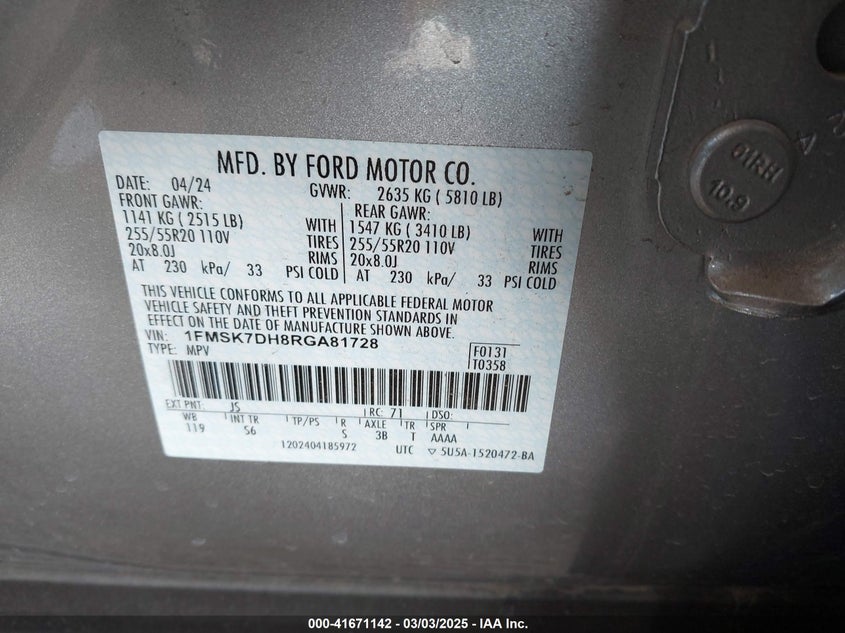 MFD. BY FORD MOTOR CO.
DATE: 04/24 GVWR: 2635 KG ( 5810 LB)
FRONT GAWR: REAR GAWR:
1141 KG ( 2515 LB) WITH 1547 KG ( 3410 LB) WITH
255/55R20 110V TIRES 255/55R20 110V TIRES
20x8.0J RIMS 20x8.0J RIMS
AT 230 kPa/ 33 PSI COLD AT 230 kPa/ 33 PSI COLD
THIS VEHICLE CONFORMS TO ALL APPLICABLE FEDERAL MOTOR
VEHICLE SAFETY AND THEFT PREVENTION STANDARDS IN
EFFECT ON THE DATE OF MANUFACTURE SHOWN ABOVE.
VIN: 1FMSK7DH8RGA81728
TYPE: MPV
F0131
T0358
EXT PNT: JS RC: 71 DSO:
WB INT TR TP/PS R AXLE TR SPR
119 S6 S 3B T AAAA
1202404185972 UTC ▽ 5U5A-1520472-BA
01RH
10.9
000-41671142 - 03/03/2025 - IAA Inc.